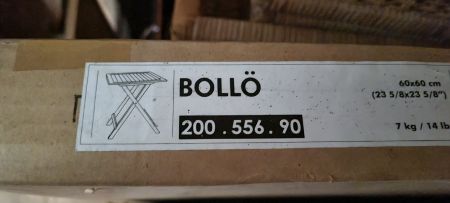 BOLLÖ
60x60 cm
(23 5/8x23 5/8")
200.556.90
7 kg / 14 lb